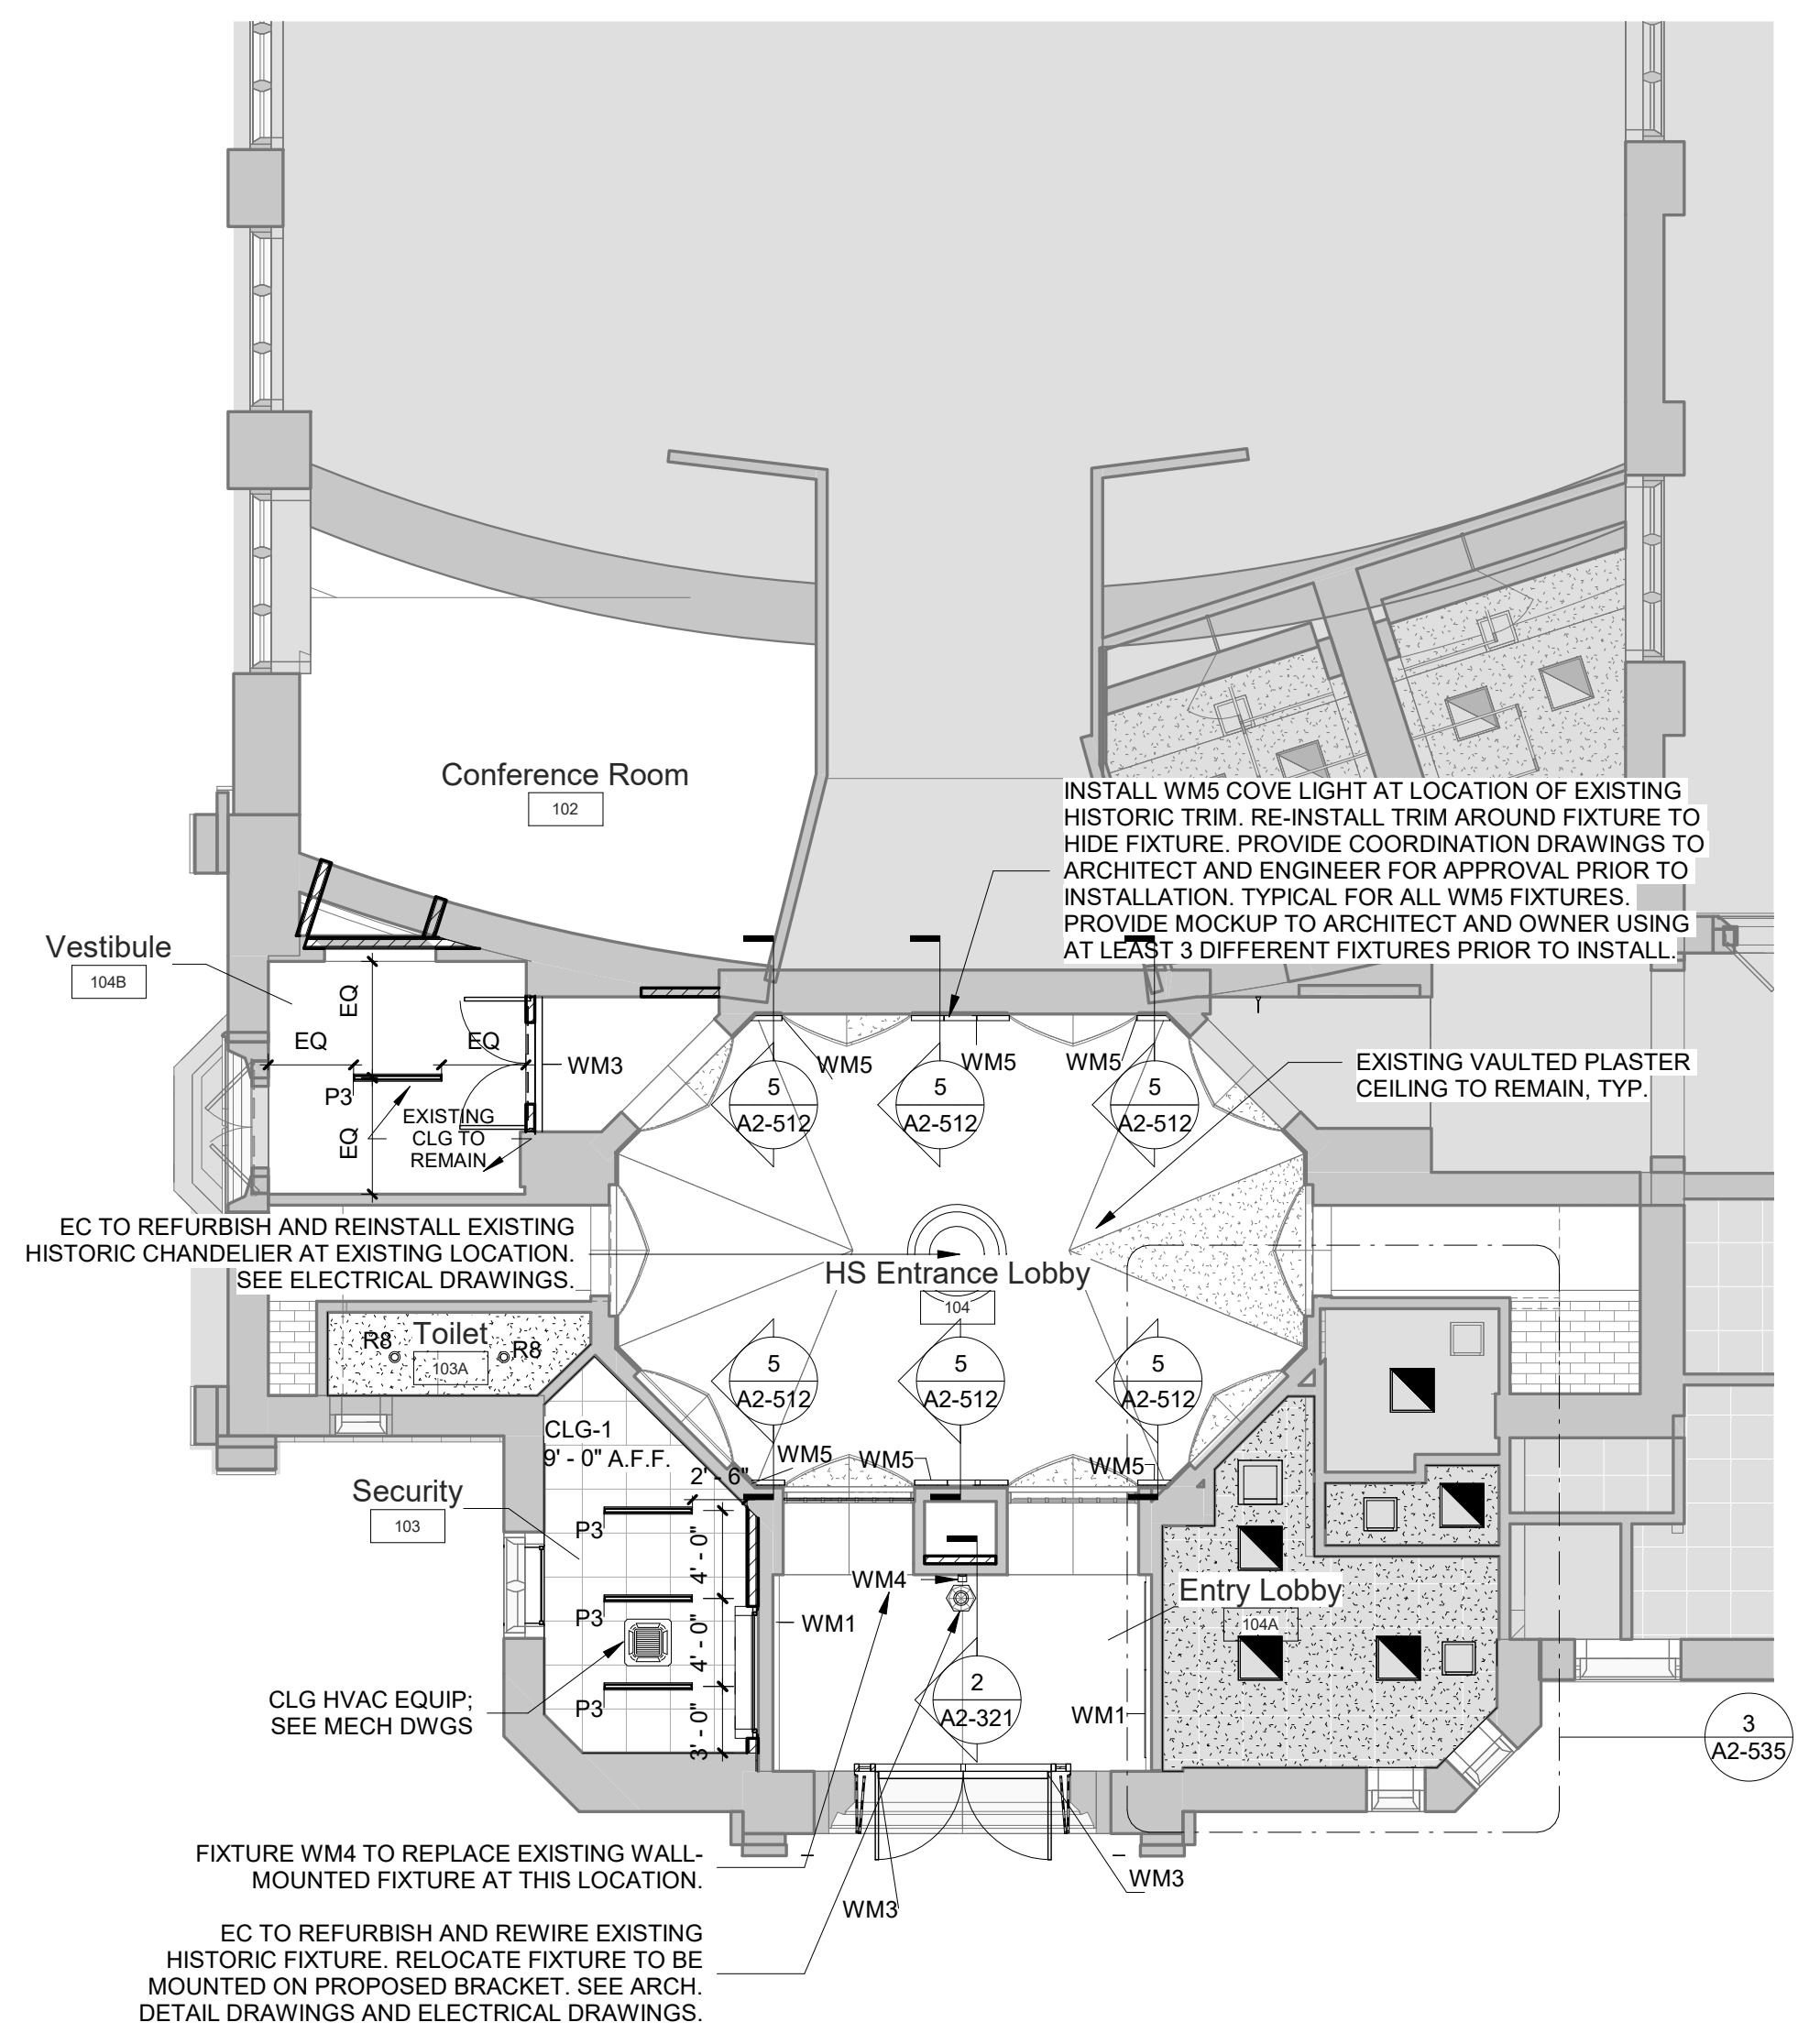 Conference Room
102
INSTALL WM5 COVE LIGHT AT LOCATION OF EXISTING
HISTORIC TRIM. RE-INSTALL TRIM AROUND FIXTURE TO
HIDE FIXTURE. PROVIDE COORDINATION DRAWINGS TO
ARCHITECT AND ENGINEER FOR APPROVAL PRIOR TO
INSTALLATION. TYPICAL FOR ALL WM5 FIXTURES.
PROVIDE MOCKUP TO ARCHITECT AND OWNER USING
AT LEAST 3 DIFFERENT FIXTURES PRIOR TO INSTALL.
Vestibule
104B
EQ
EQ
EQ
EQ
P3
WM3
EXISTING
CLG TO
REMAIN
WM5
WM5
WM5
5
A2-512
5
A2-512
5
A2-512
EXISTING VAULTED PLASTER
CEILING TO REMAIN, TYP.
EC TO REFURBISH AND REINSTALL EXISTING
HISTORIC CHANDELIER AT EXISTING LOCATION.
SEE ELECTRICAL DRAWINGS.
HS Entrance Lobby
104
Toilet
103A
R8
R8
5
A2-512
5
A2-512
5
A2-512
CLG-1
9' - 0" A.F.F.
WM5
WM5
WM5
2' - 6"
Security
103
P3
P3
P3
4' - 0"
4' - 0"
3' - 0"
WM4
WM1
WM1
Entry Lobby
104A
CLG HVAC EQUIP;
SEE MECH DWGS
2
A2-321
3
A2-535
FIXTURE WM4 TO REPLACE EXISTING WALL-
MOUNTED FIXTURE AT THIS LOCATION.
WM3
WM3
EC TO REFURBISH AND REWIRE EXISTING
HISTORIC FIXTURE. RELOCATE FIXTURE TO BE
MOUNTED ON PROPOSED BRACKET. SEE ARCH.
DETAIL DRAWINGS AND ELECTRICAL DRAWINGS.